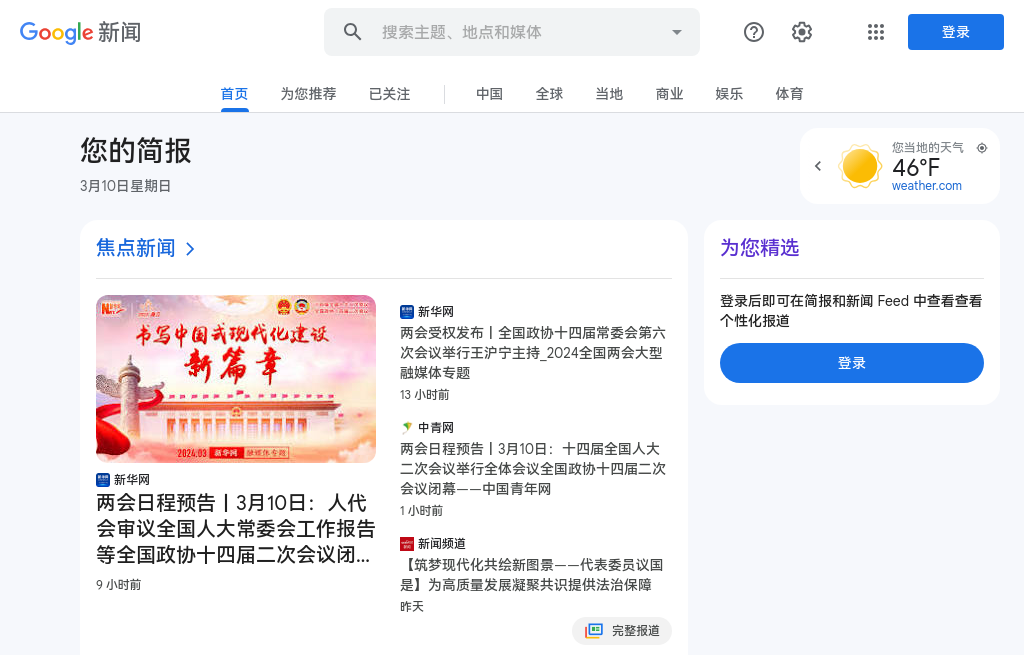 Google 新闻
搜索主题、地点和媒体
登录
首页
为您推荐
已关注
中国
全球
当地
商业
娱乐
体育
您的简报
3月10日星期日
您当地的天气
46°F
weather.com
焦点新闻
书写中国式现代化建设
新篇章
2024.03 新华网 融媒体专题
新华网
两会日程预告丨3月10日：人代
会审议全国人大常委会工作报告
等全国政协十四届二次会议闭...
9 小时前
新华网
两会受权发布丨全国政协十四届常委会第六
次会议举行王沪宁主持_2024全国两会大型
融媒体专题
13 小时前
中青网
两会日程预告丨3月10日：十四届全国人大
二次会议举行全体会议全国政协十四届二次
会议闭幕——中国青年网
1 小时前
新闻频道
【筑梦现代化共绘新图景——代表委员议国
是】为高质量发展凝聚共识提供法治保障
昨天
完整报道
为您精选
登录后即可在简报和新闻 Feed 中查看查看
个性化报道
登录